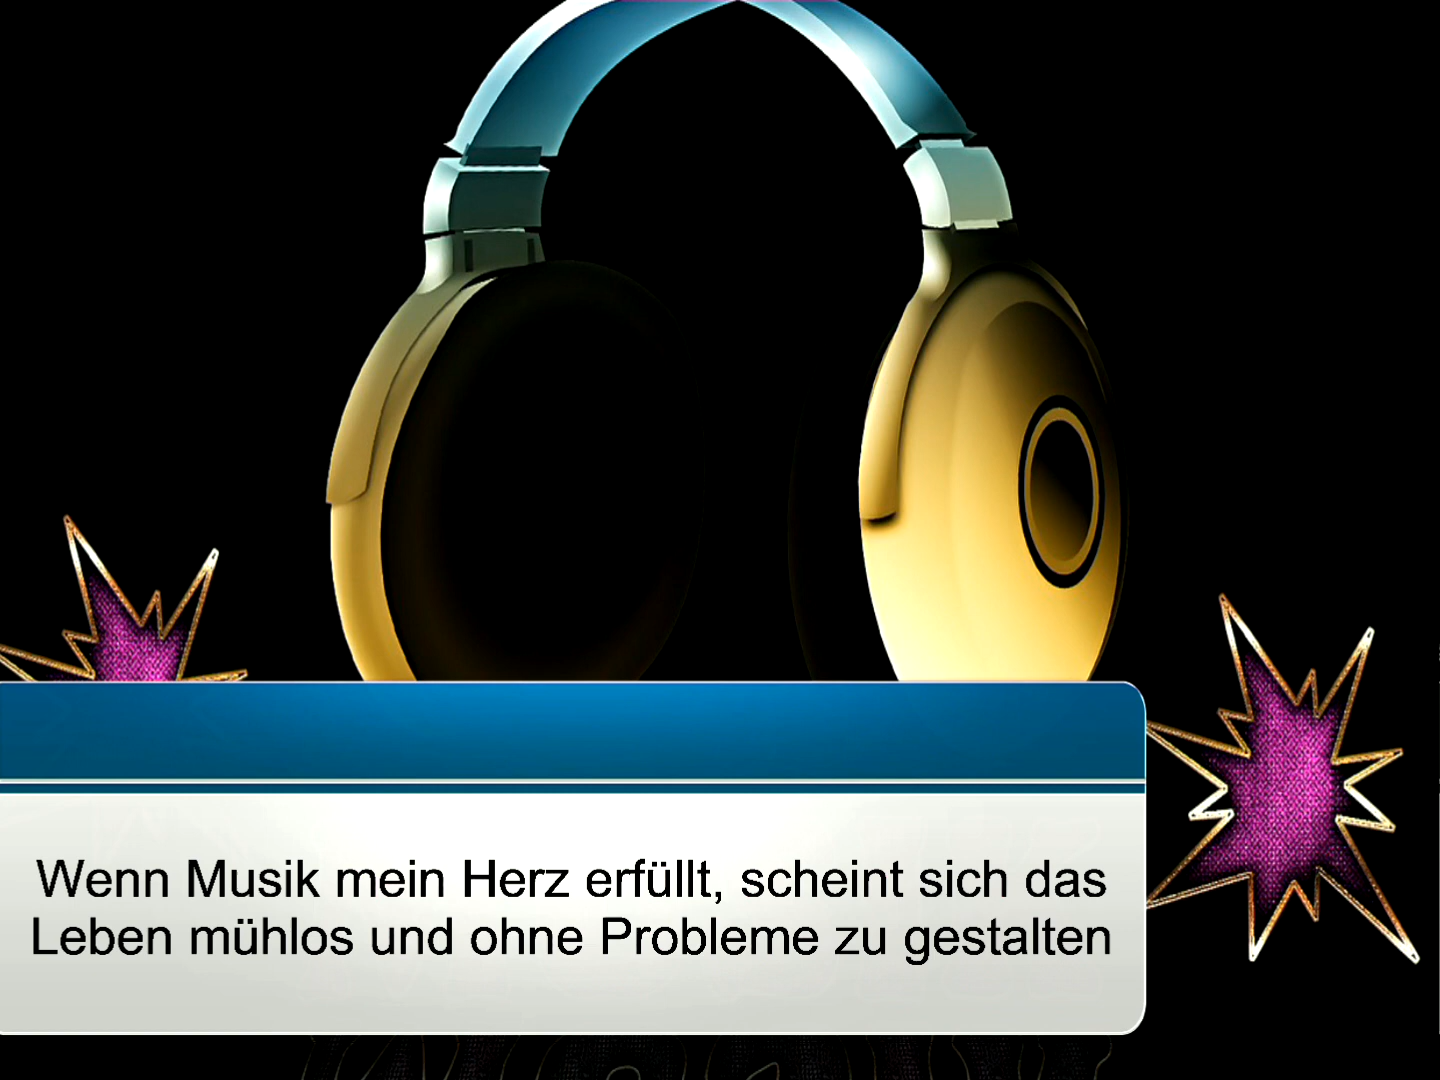 Wenn Musik mein Herz erfüllt, scheint sich das
Leben mühlos und ohne Probleme zu gestalten